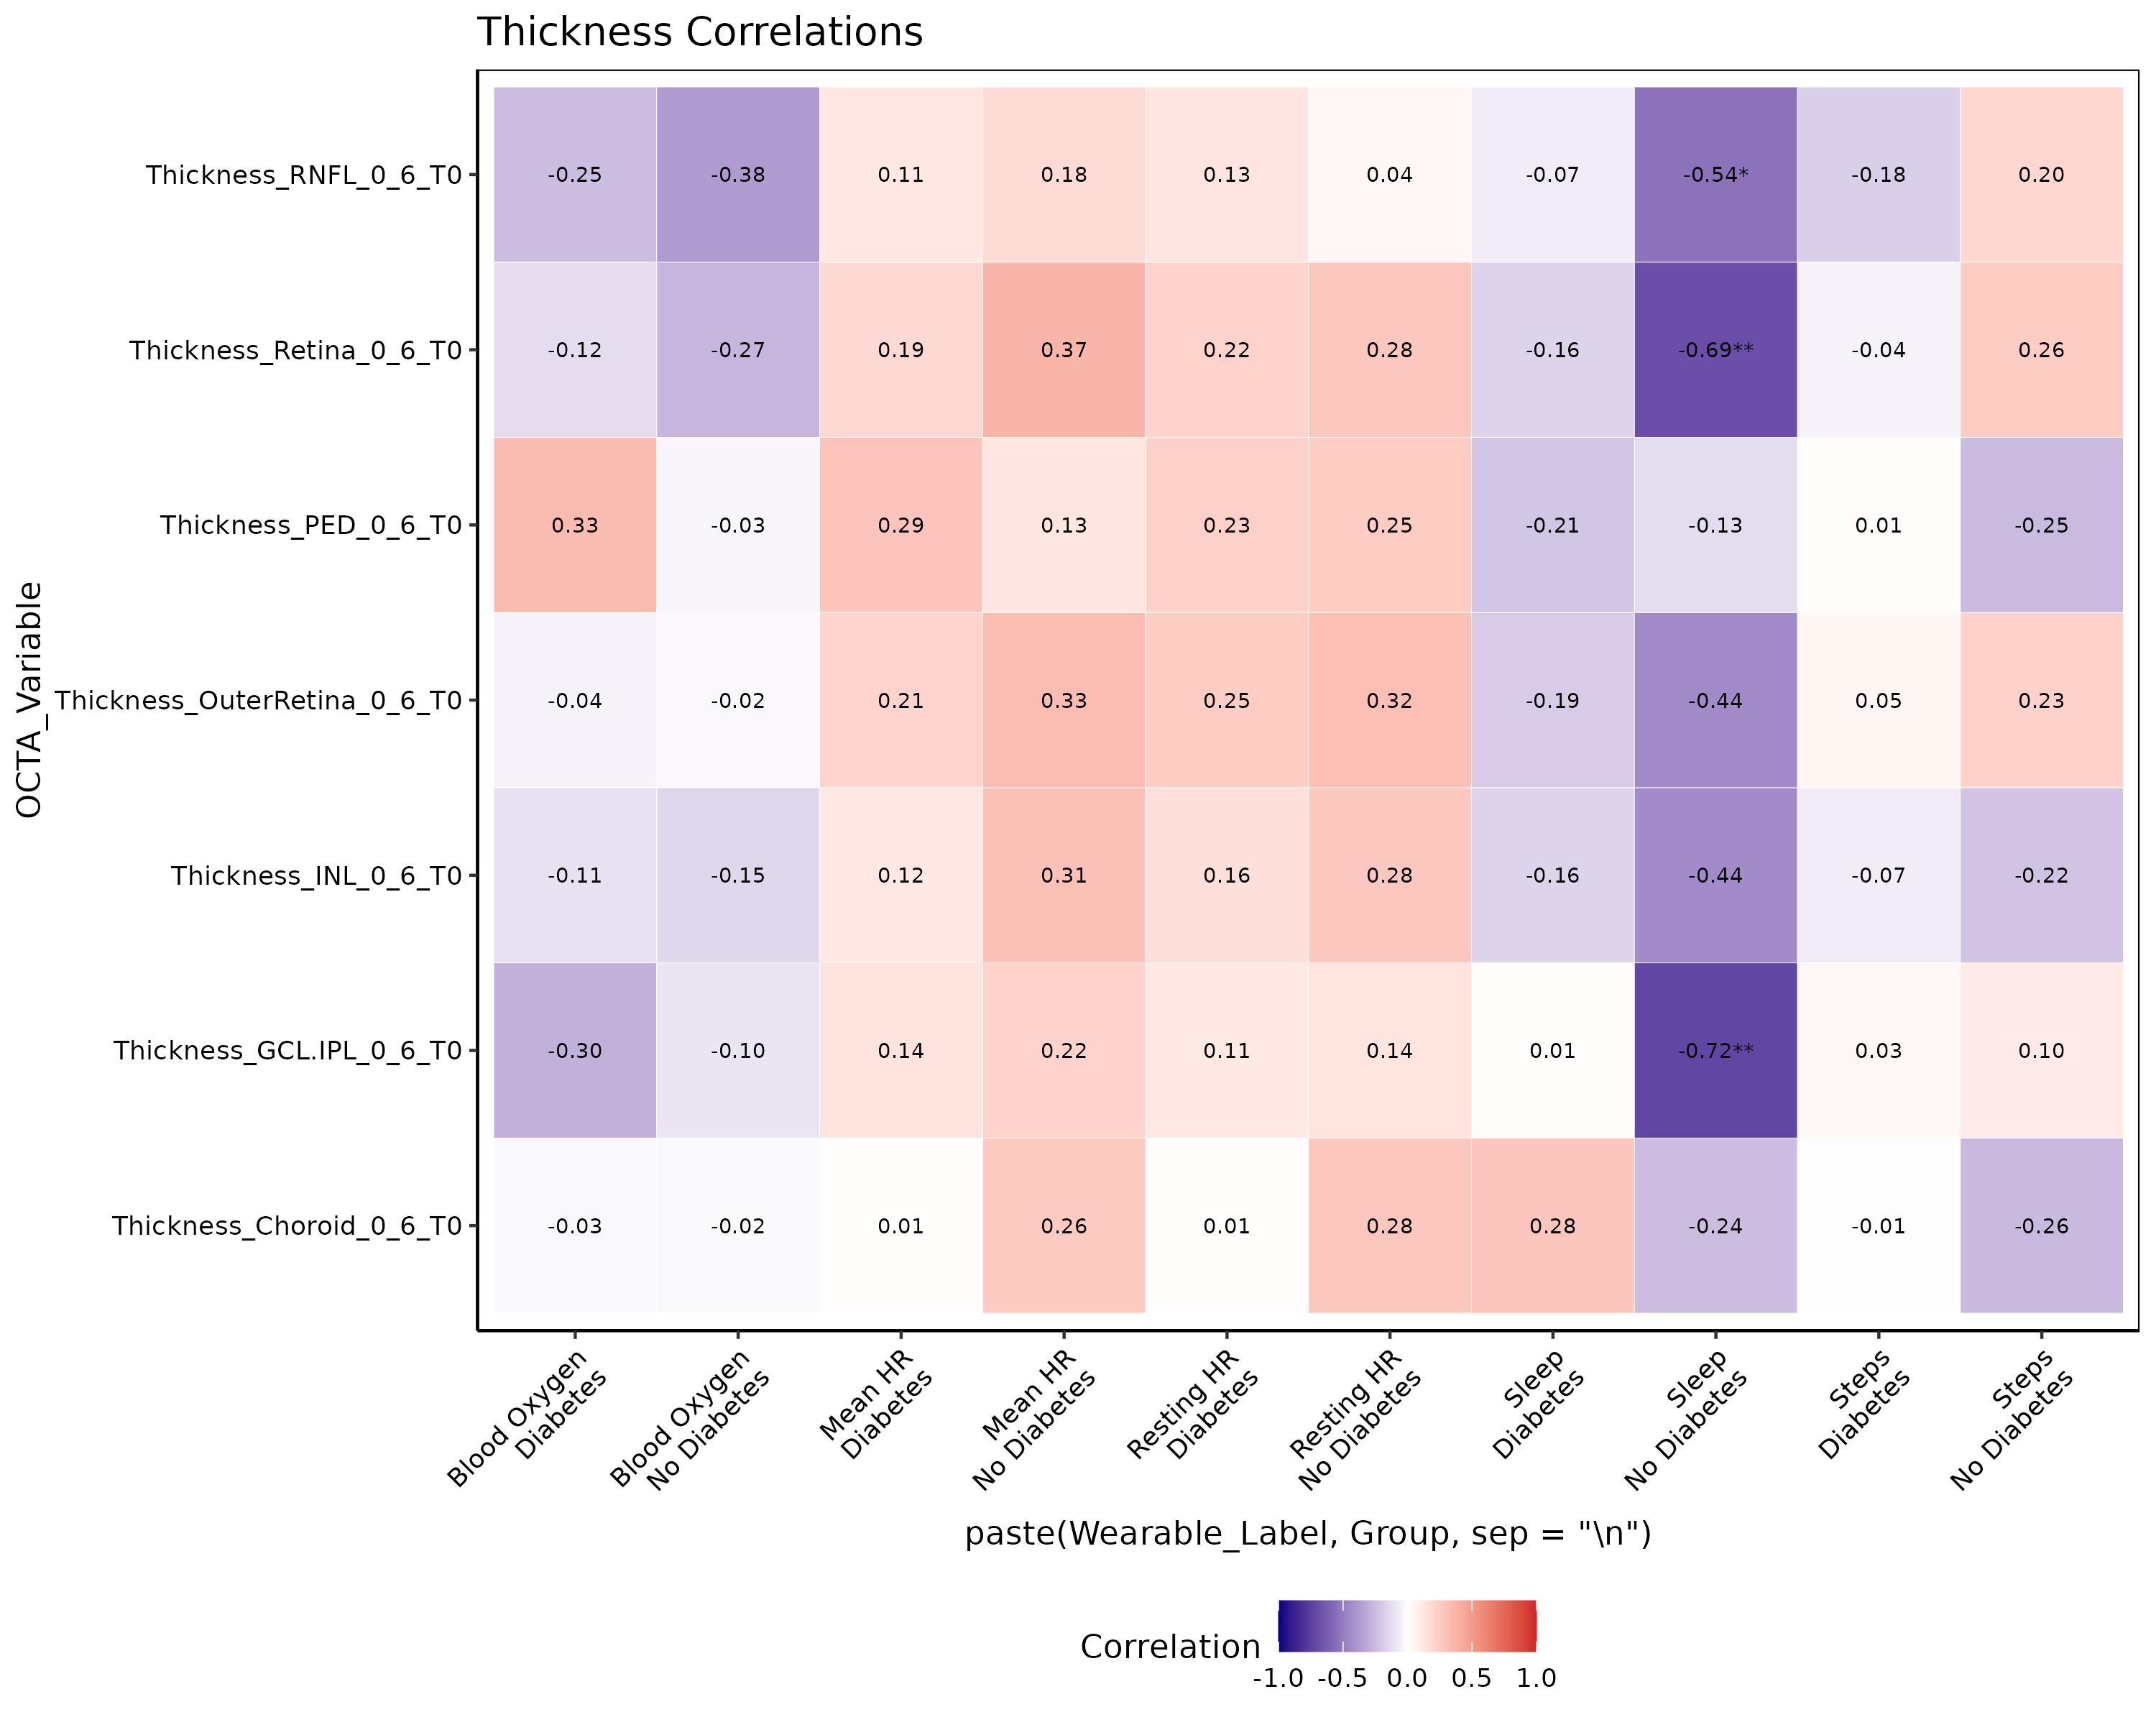 Thickness Correlations
OCTA_Variable
Thickness_RNFL_0_6_T0 -0.25 -0.38 0.11 0.18 0.13 0.04 -0.07 -0.54* -0.18 0.20
Thickness_Retina_0_6_T0 -0.12 -0.27 0.19 0.37 0.22 0.28 -0.16 -0.69** -0.04 0.26
Thickness_PED_0_6_T0 0.33 -0.03 0.29 0.13 0.23 0.25 -0.21 -0.13 0.01 -0.25
Thickness_OuterRetina_0_6_T0 -0.04 -0.02 0.21 0.33 0.25 0.32 -0.19 -0.44 0.05 0.23
Thickness_INL_0_6_T0 -0.11 -0.15 0.12 0.31 0.16 0.28 -0.16 -0.44 -0.07 -0.22
Thickness_GCL.IPL_0_6_T0 -0.30 -0.10 0.14 0.22 0.11 0.14 0.01 -0.72** 0.03 0.10
Thickness_Choroid_0_6_T0 -0.03 -0.02 0.01 0.26 0.01 0.28 0.28 -0.24 -0.01 -0.26
Blood Oxygen
Diabetes
Blood Oxygen
No Diabetes
Mean HR
Diabetes
Mean HR
No Diabetes
Resting HR
Diabetes
Resting HR
No Diabetes
Sleep
Diabetes
Sleep
No Diabetes
Steps
Diabetes
Steps
No Diabetes
paste(Wearable_Label, Group, sep = "\n")
Correlation
-1.0 -0.5 0.0 0.5 1.0